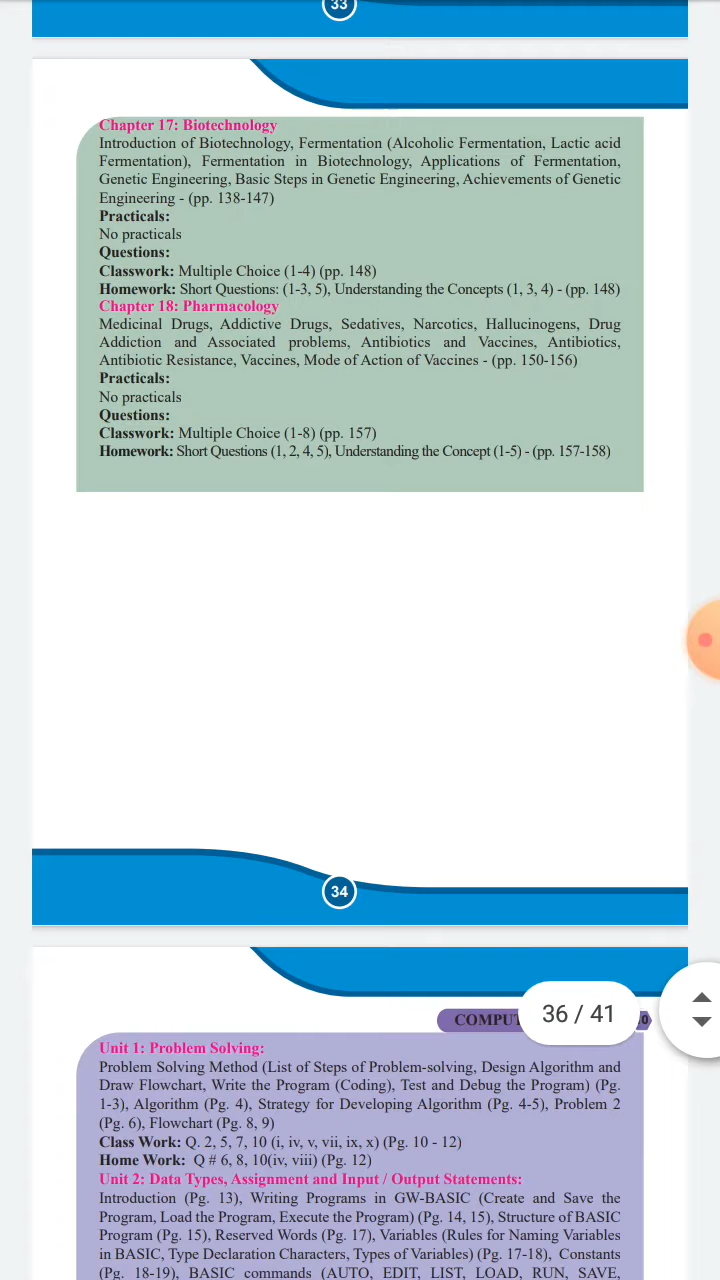 33
Chapter 17: Biotechnology
Introduction of Biotechnology, Fermentation (Alcoholic Fermentation, Lactic acid
Fermentation), Fermentation in Biotechnology, Applications of Fermentation,
Genetic Engineering, Basic Steps in Genetic Engineering, Achievements of Genetic
Engineering - (pp. 138-147)
Practicals:
No practicals
Questions:
Classwork: Multiple Choice (1-4) (pp. 148)
Homework: Short Questions: (1-3, 5), Understanding the Concepts (1, 3, 4) - (pp. 148)
Chapter 18: Pharmacology
Medicinal Drugs, Addictive Drugs, Sedatives, Narcotics, Hallucinogens, Drug
Addiction and Associated problems, Antibiotics and Vaccines, Antibiotics,
Antibiotic Resistance, Vaccines, Mode of Action of Vaccines - (pp. 150-156)
Practicals:
No practicals
Questions:
Classwork: Multiple Choice (1-8) (pp. 157)
Homework: Short Questions (1, 2, 4, 5), Understanding the Concept (1-5) - (pp. 157-158)
34
36 / 41
COMPUT
Unit 1: Problem Solving:
Problem Solving Method (List of Steps of Problem-solving, Design Algorithm and
Draw Flowchart, Write the Program (Coding), Test and Debug the Program) (Pg.
1-3), Algorithm (Pg. 4), Strategy for Developing Algorithm (Pg. 4-5), Problem 2
(Pg. 6), Flowchart (Pg. 8, 9)
Class Work: Q. 2, 5, 7, 10 (i, iv, v, vii, ix, x) (Pg. 10 - 12)
Home Work: Q # 6, 8, 10(iv, viii) (Pg. 12)
Unit 2: Data Types, Assignment and Input / Output Statements:
Introduction (Pg. 13), Writing Programs in GW-BASIC (Create and Save the
Program, Load the Program, Execute the Program) (Pg. 14, 15), Structure of BASIC
Program (Pg. 15), Reserved Words (Pg. 17), Variables (Rules for Naming Variables
in BASIC, Type Declaration Characters, Types of Variables) (Pg. 17-18), Constants
(Pg. 18-19), BASIC commands (AUTO, EDIT, LIST, LOAD, RUN, SAVE,